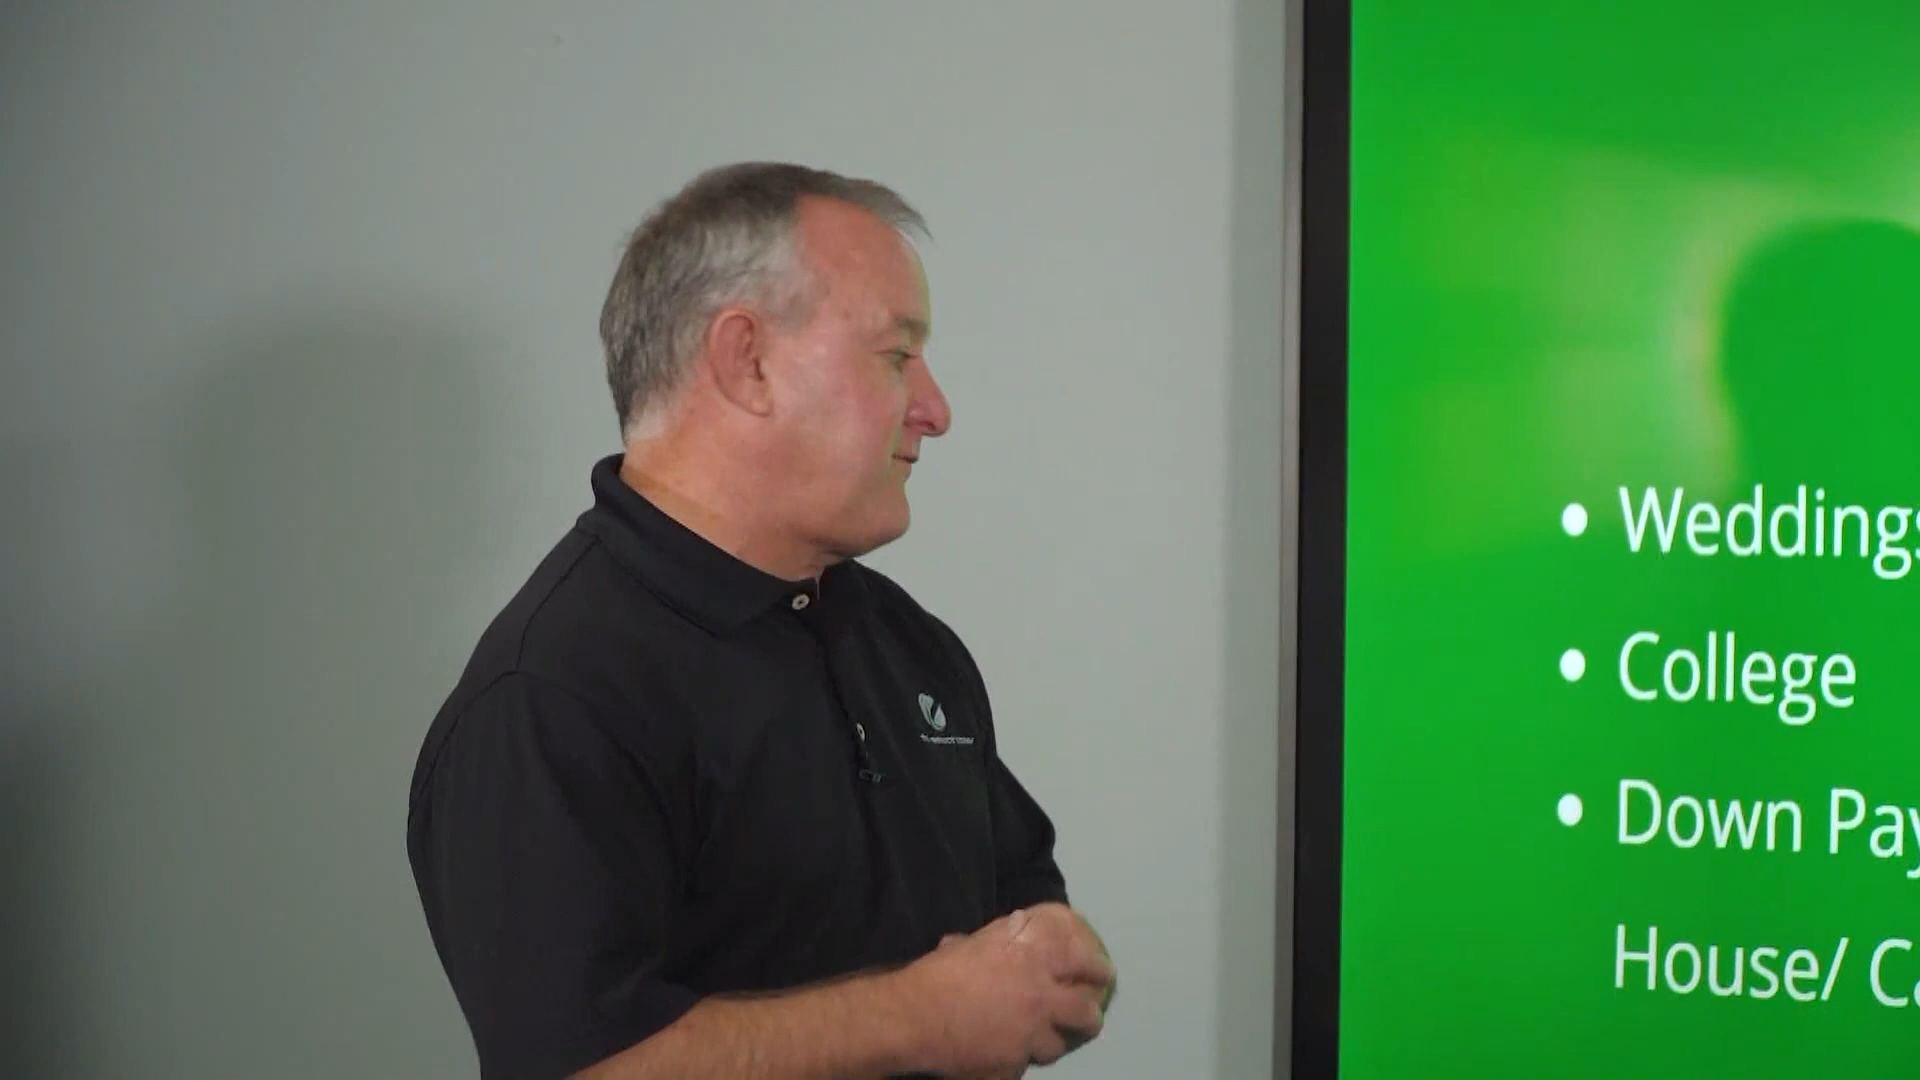 • Weddings
• College
• Down Pay
House/ Ca